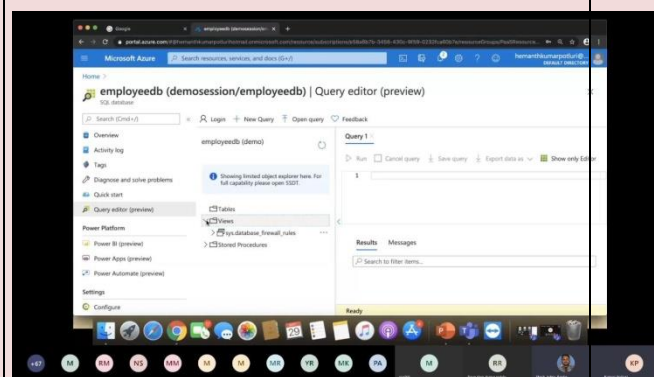 Google
employeedb (demosession/e
portal.azure.com
Microsoft Azure
Search resources, services, and docs (G+/)
hemanthkumarpotluri@...
DEFAULT DIRECTORY
Home >
employeedb (demosession/employeedb) | Query editor (preview)
SQL database
Search (Cmd+/)
Login
New Query
Open query
Feedback
Overview
Activity log
Tags
Diagnose and solve problems
Quick start
Query editor (preview)
Power Platform
Power BI (preview)
Power Apps (preview)
Power Automate (preview)
Settings
Configure
employeedb (demo)
Showing limited object explorer here. For
full capability please open SSDT.
Tables
Views
sys.database_firewall_rules
Stored Procedures
Query 1
Run
Cancel query
Save query
Export data as
Show only Editor
1
Results
Messages
Search to filter items...
Ready
29
+67
M
RM
NS
MM
M
M
MR
YR
MK
PA
M
RR
KP